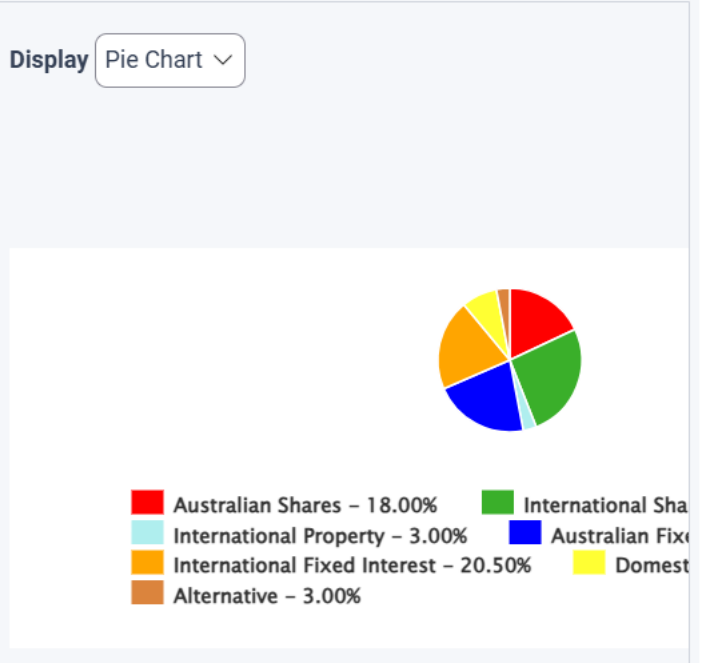 Display Pie Chart
Australian Shares – 18.00% International Sha
International Property – 3.00% Australian Fixe
International Fixed Interest – 20.50% Domest
Alternative – 3.00%